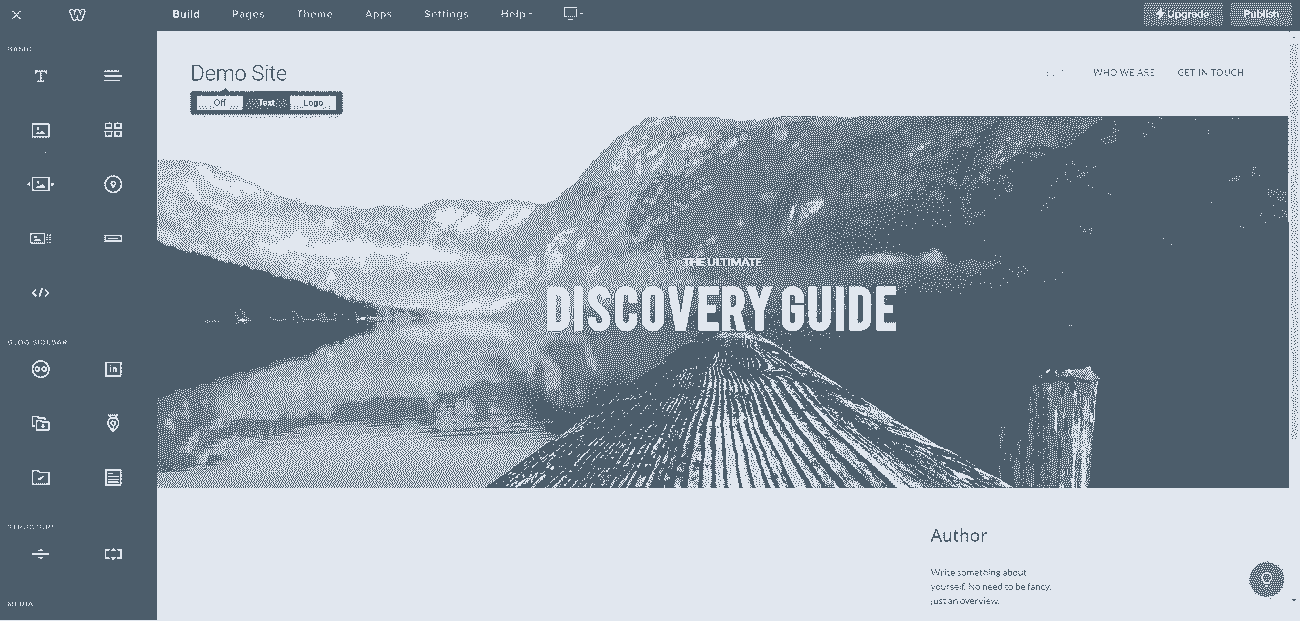 Build Pages Theme Apps Settings Help
Upgrade Publish
BASIC
Demo Site
WHO WE ARE GET IN TOUCH
Off Text Logo
THE ULTIMATE
DISCOVERY GUIDE
BLOG SIDEBAR
STRUCTURE
MEDIA
Author
Write something about
yourself. No need to be fancy,
just an overview.